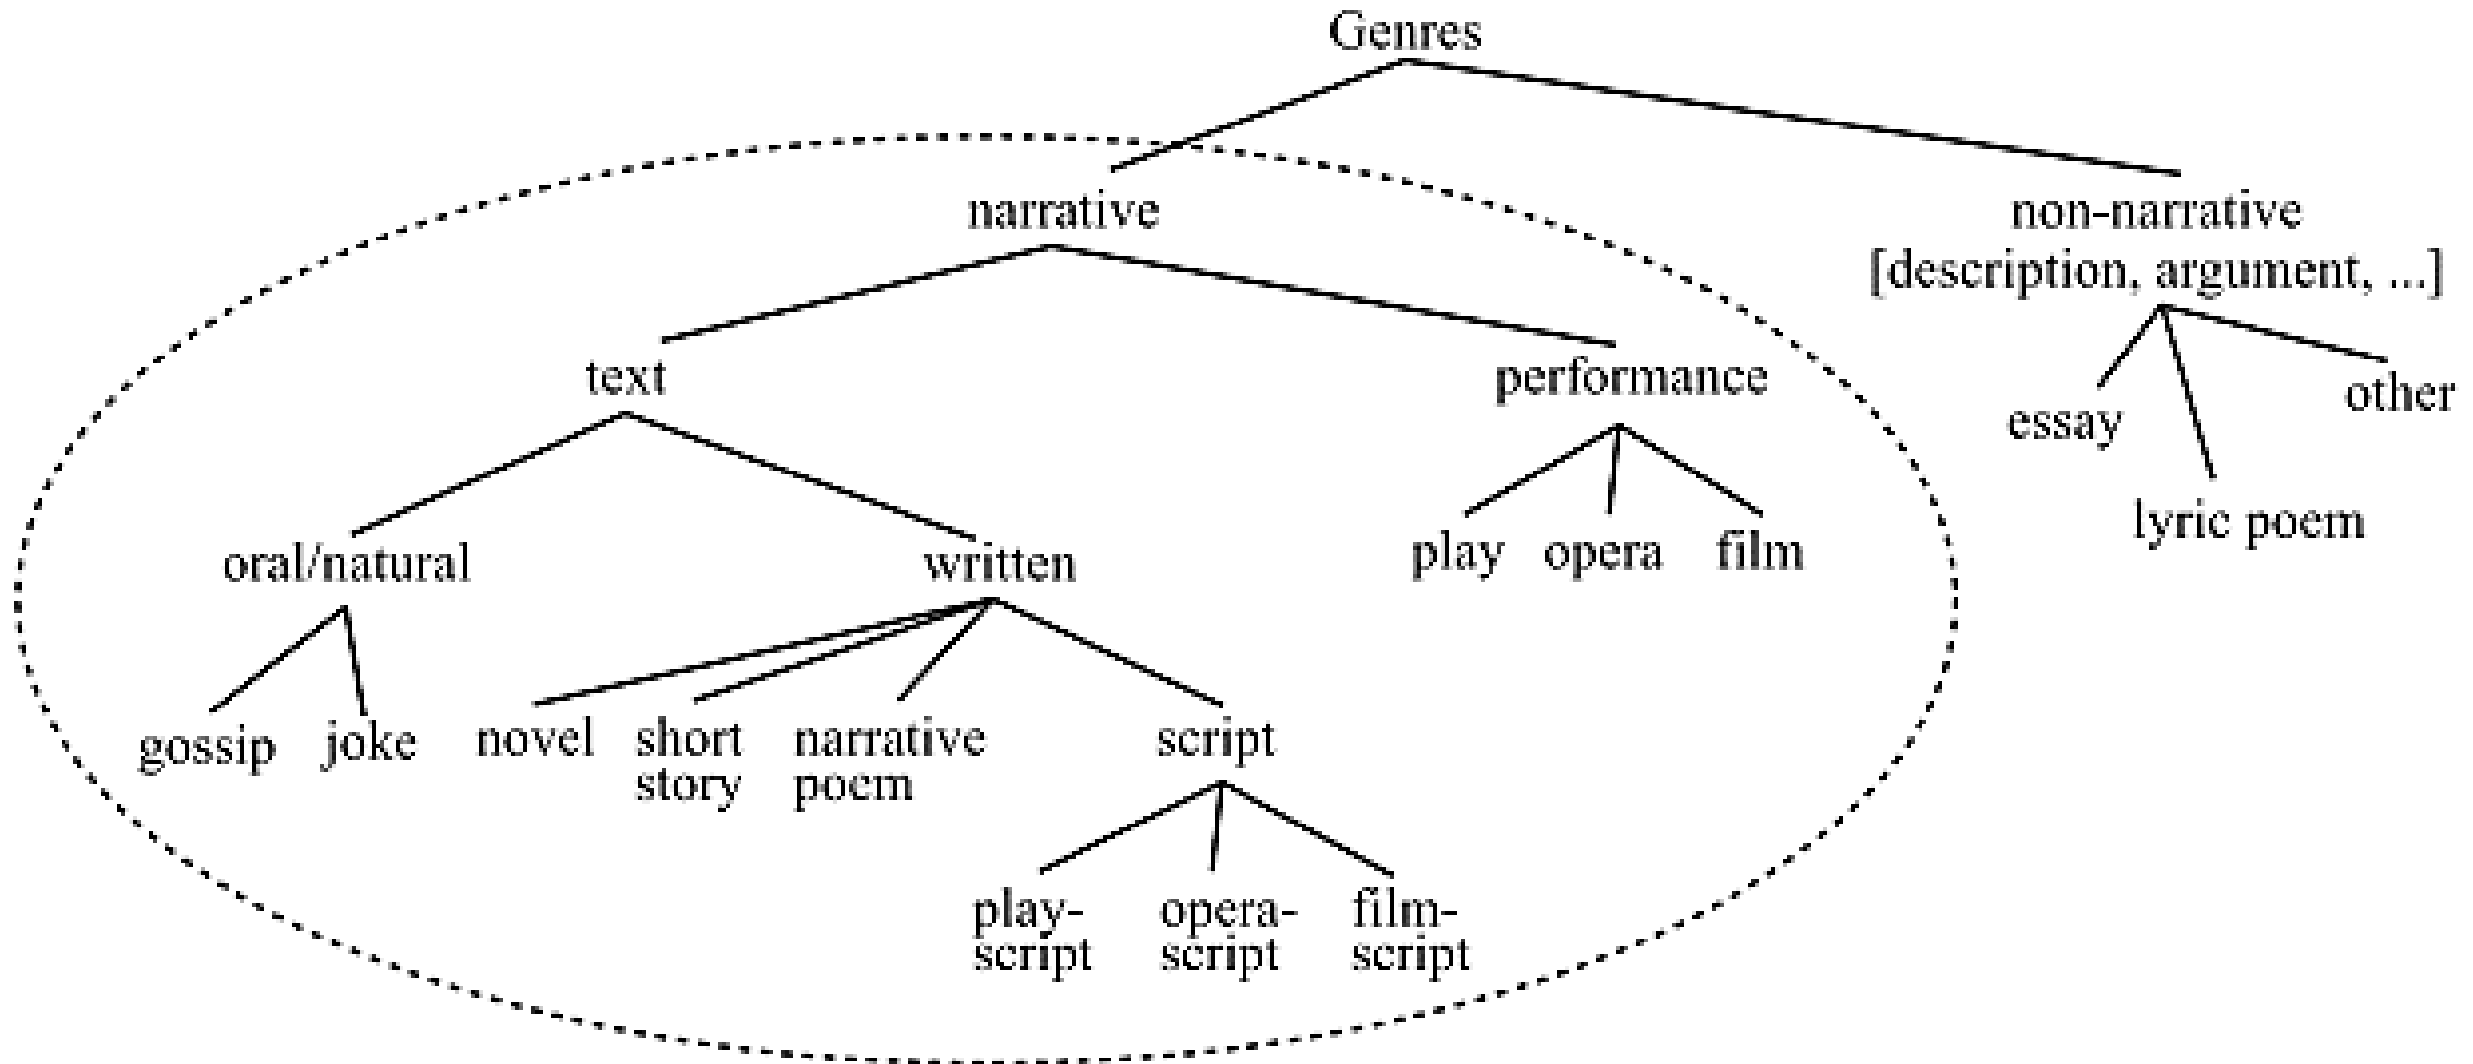 Genres
narrative
non-narrative
[description, argument, ...]
text
performance
essay
other
lyric poem
oral/natural
written
play
opera
film
gossip
joke
novel
short
story
narrative
poem
script
play-
script
opera-
script
film-
script